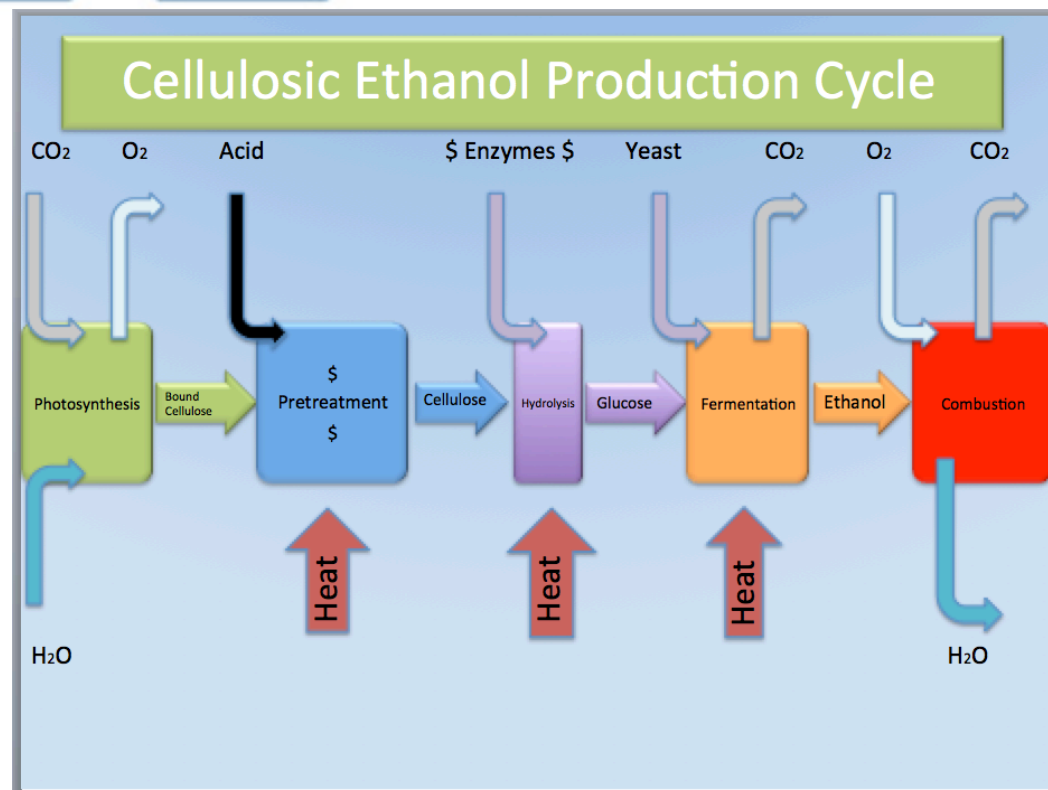 Cellulosic Ethanol Production Cycle
CO₂ O₂ Acid $ Enzymes $ Yeast CO₂ O₂ CO₂
Photosynthesis
Bound
Cellulose
$
Pretreatment
$
Cellulose
Hydrolysis
Glucose
Fermentation
Ethanol
Combustion
Heat
Heat
Heat
H₂O
H₂O